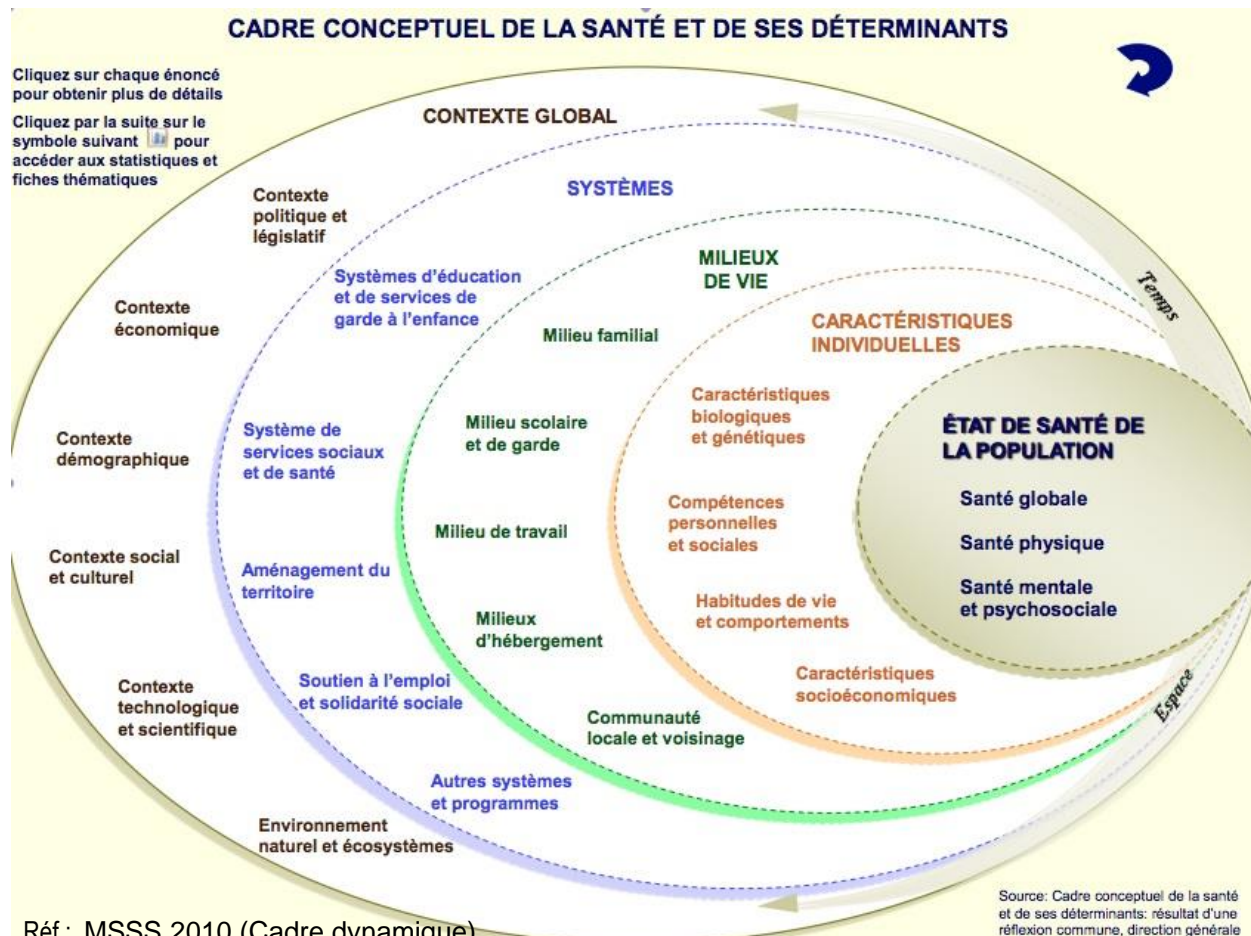 CADRE CONCEPTUEL DE LA SANTÉ ET DE SES DÉTERMINANTS
Cliquez sur chaque énoncé
pour obtenir plus de détails
Cliquez par la suite sur le
symbole suivant pour
accéder aux statistiques et
fiches thématiques
CONTEXTE GLOBAL
Contexte
politique et
législatif
Contexte
économique
Contexte
démographique
Contexte social
et culturel
Contexte
technologique
et scientifique
Environnement
naturel et écosystèmes
SYSTÈMES
Systèmes d'éducation
et de services de
garde à l'enfance
Système de
services sociaux
et de santé
Aménagement du
territoire
Soutien à l'emploi
et solidarité sociale
Autres systèmes
et programmes
MILIEUX
DE VIE
Milieu familial
Milieu scolaire
et de garde
Milieu de travail
Milieux
d'hébergement
Communauté
locale et voisinage
CARACTÉRISTIQUES
INDIVIDUELLES
Caractéristiques
biologiques
et génétiques
Compétences
personnelles
et sociales
Habitudes de vie
et comportements
Caractéristiques
socioéconomiques
ÉTAT DE SANTÉ DE
LA POPULATION
Santé globale
Santé physique
Santé mentale
et psychosociale
Temps
Espace
Source: Cadre conceptuel de la santé
et de ses déterminants: résultat d'une
réflexion commune, direction générale
Réf : MSSS 2010 (Cadre dynamique)